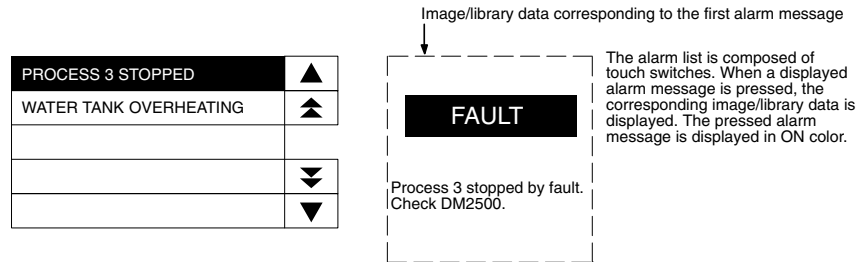 Image/library data corresponding to the first alarm message
PROCESS 3 STOPPED
WATER TANK OVERHEATING
FAULT
Process 3 stopped by fault.
Check DM2500.
The alarm list is composed of
touch switches. When a displayed
alarm message is pressed, the
corresponding image/library data is
displayed. The pressed alarm
message is displayed in ON color.